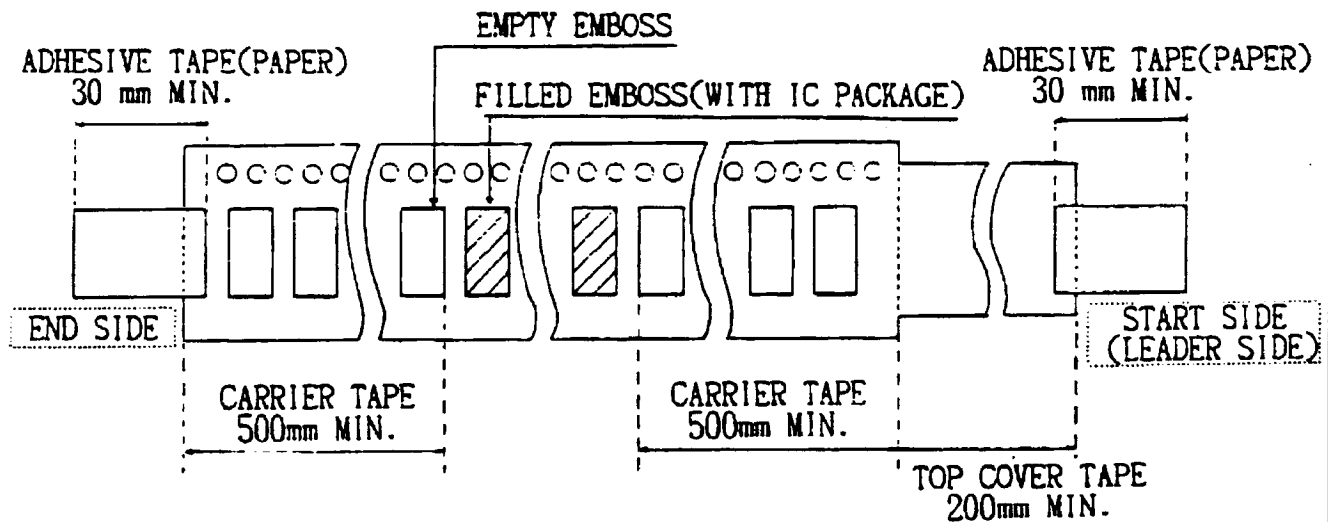 EMPTY EMBOSS
ADHESIVE TAPE(PAPER)
30 mm MIN.
FILLED EMBOSS(WITH IC PACKAGE)
ADHESIVE TAPE(PAPER)
30 mm MIN.
END SIDE
START SIDE
(LEADER SIDE)
CARRIER TAPE
500mm MIN.
CARRIER TAPE
500mm MIN.
TOP COVER TAPE
200mm MIN.